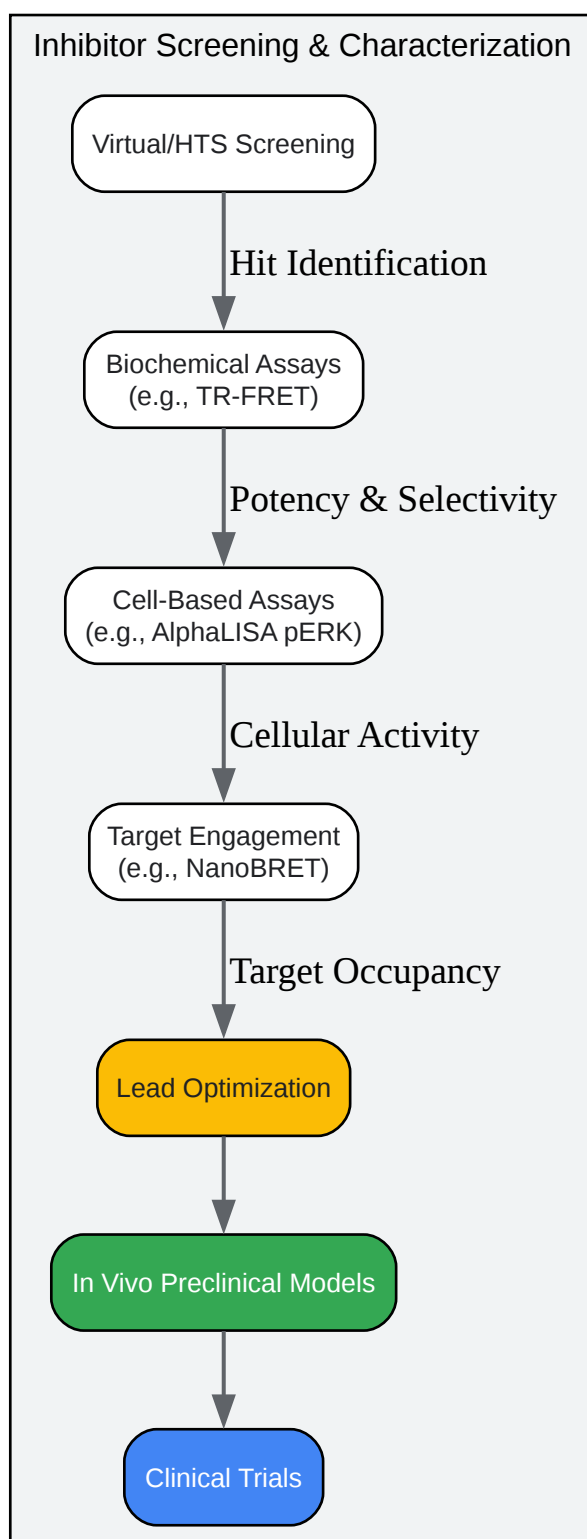 Inhibitor Screening & Characterization
Virtual/HTS Screening
Hit Identification
Biochemical Assays
(e.g., TR-FRET)
Potency & Selectivity
Cell-Based Assays
(e.g., AlphaLISA pERK)
Cellular Activity
Target Engagement
(e.g., NanoBRET)
Target Occupancy
Lead Optimization
In Vivo Preclinical Models
Clinical Trials